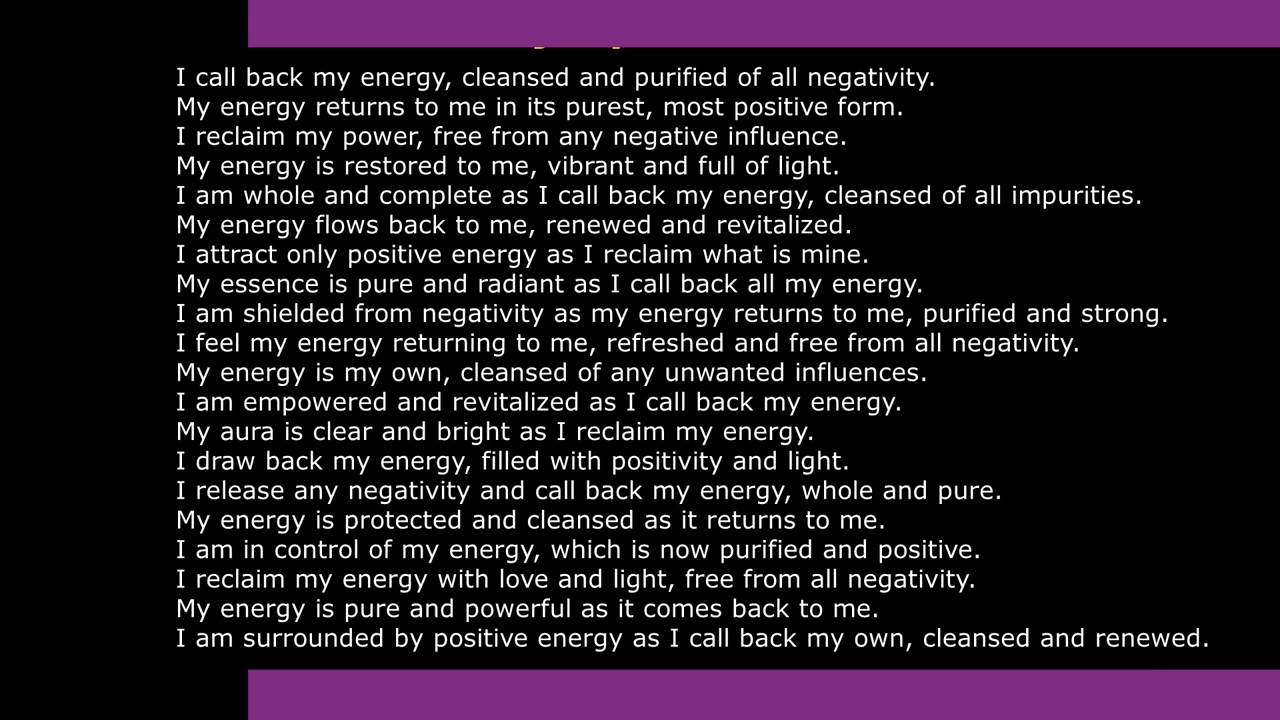 I call back my energy, cleansed and purified of all negativity.
My energy returns to me in its purest, most positive form.
I reclaim my power, free from any negative influence.
My energy is restored to me, vibrant and full of light.
I am whole and complete as I call back my energy, cleansed of all impurities.
My energy flows back to me, renewed and revitalized.
I attract only positive energy as I reclaim what is mine.
My essence is pure and radiant as I call back all my energy.
I am shielded from negativity as my energy returns to me, purified and strong.
I feel my energy returning to me, refreshed and free from all negativity.
My energy is my own, cleansed of any unwanted influences.
I am empowered and revitalized as I call back my energy.
My aura is clear and bright as I reclaim my energy.
I draw back my energy, filled with positivity and light.
I release any negativity and call back my energy, whole and pure.
My energy is protected and cleansed as it returns to me.
I am in control of my energy, which is now purified and positive.
I reclaim my energy with love and light, free from all negativity.
My energy is pure and powerful as it comes back to me.
I am surrounded by positive energy as I call back my own, cleansed and renewed.